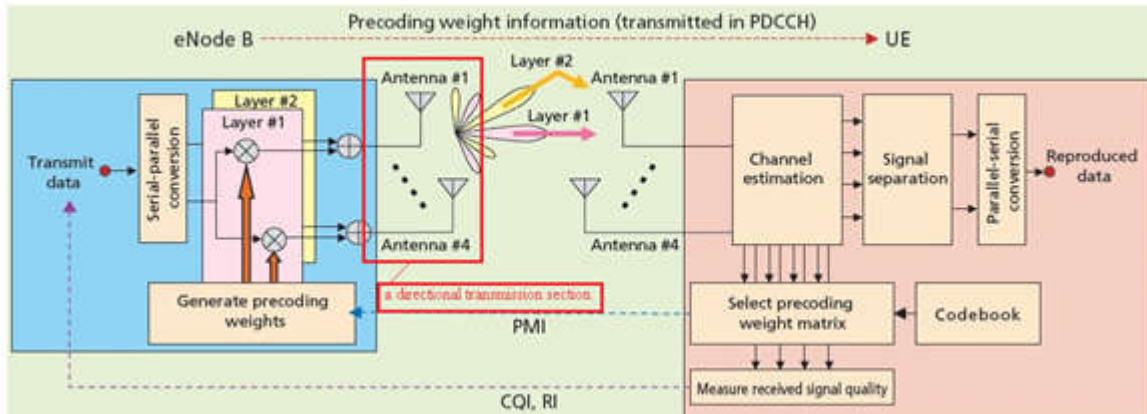 Precoding weight information (transmitted in PDCCH)
eNode B
UE
Antenna #1
Layer #2
Antenna #1
Layer #2
Layer #1
Layer #1
Transmit
data
Serial-parallel
conversion
Channel
estimation
Signal
separation
Parallel-serial
conversion
Reproduced
data
Antenna #4
Antenna #4
a directional transmission section
Generate precoding
weights
PMI
Select precoding
weight matrix
Codebook
Measure received signal quality
CQI, RI